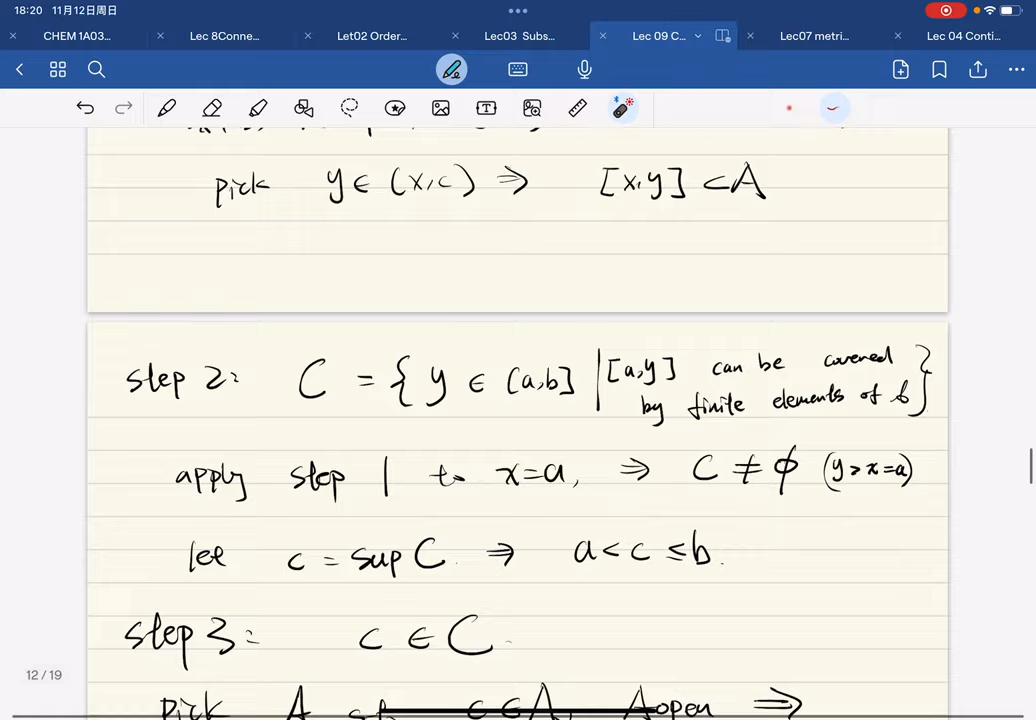 18:20 11月12日周日
CHEM 1A03... Lec 8Conne... Let02 Order... Lec03 Subs... Lec 09 C... Lec07 metri... Lec 04 Conti...
pick y ∈ (x,c) ⇒ [x,y] ⊂ A
step 2: C = { y ∈ (a,b] | [a,y] can be covered
by finite elements of 𝒜 }
apply step 1 to x=a, ⇒ C ≠ ∅ (y > x = a)
let c = sup C ⇒ a < c ≤ b.
step 3: c ∈ C.
12 / 19
pick A c ∈ A, A open ⇒